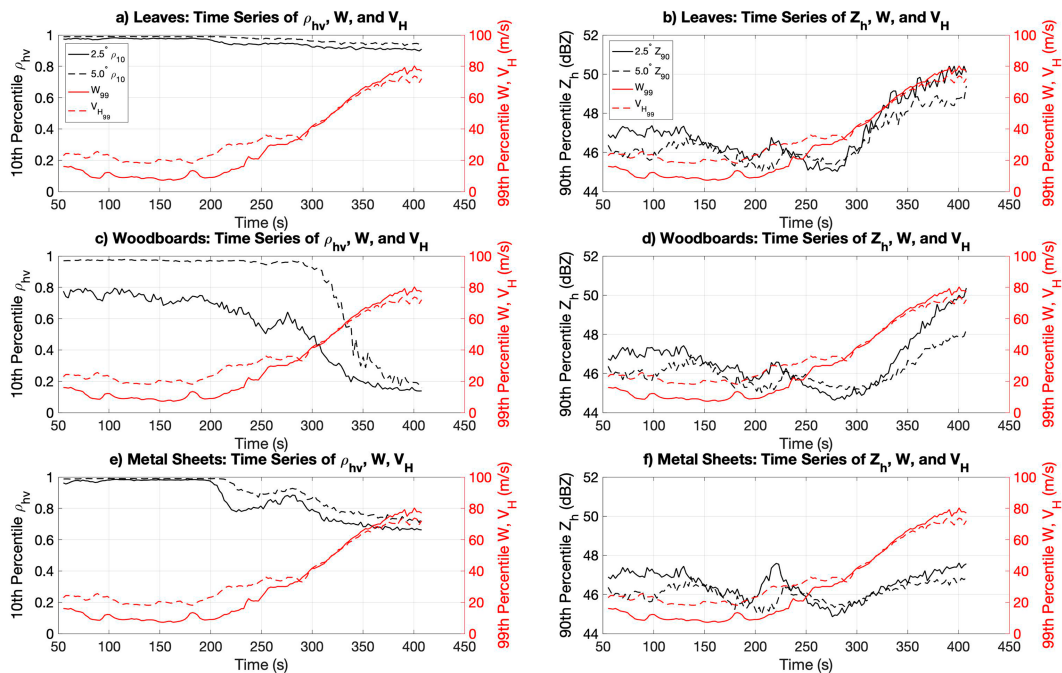 a) Leaves: Time Series of ρhv, W, and VH
10th Percentile ρhv
1
0.8
0.6
0.4
0.2
0
2.5° ρ10
5.0° ρ10
W99
VH99
100
80
60
40
20
0
99th Percentile W, VH (m/s)
50 100 150 200 250 300 350 400 450
Time (s)
b) Leaves: Time Series of Zh, W, and VH
90th Percentile Zh (dBZ)
52
50
48
46
44
2.5° Z90
5.0° Z90
W99
VH99
100
80
60
40
20
0
99th Percentile W, VH (m/s)
50 100 150 200 250 300 350 400 450
Time (s)
c) Woodboards: Time Series of ρhv, W, and VH
10th Percentile ρhv
1
0.8
0.6
0.4
0.2
0
100
80
60
40
20
0
99th Percentile W, VH (m/s)
50 100 150 200 250 300 350 400 450
Time (s)
d) Woodboards: Time Series of Zh, W, and VH
90th Percentile Zh (dBZ)
52
50
48
46
44
100
80
60
40
20
0
99th Percentile W, VH (m/s)
50 100 150 200 250 300 350 400 450
Time (s)
e) Metal Sheets: Time Series of ρhv, W, VH
10th Percentile ρhv
1
0.8
0.6
0.4
0.2
0
100
80
60
40
20
0
99th Percentile W, VH (m/s)
50 100 150 200 250 300 350 400 450
Time (s)
f) Metal Sheets: Time Series of Zh, W, and VH
90th Percentile Zh (dBZ)
52
50
48
46
44
100
80
60
40
20
0
99th Percentile W, VH (m/s)
50 100 150 200 250 300 350 400 450
Time (s)